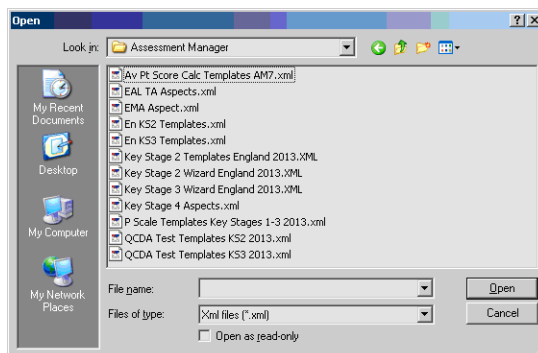 Open
Look in: Assessment Manager
My Recent
Documents
Desktop
My Computer
My Network
Places
Av Pt Score Calc Templates AM7.xml
EAL TA Aspects.xml
EMA Aspect.xml
En KS2 Templates.xml
En KS3 Templates.xml
Key Stage 2 Templates England 2013.XML
Key Stage 2 Wizard England 2013.XML
Key Stage 3 Wizard England 2013.XML
Key Stage 4 Aspects.xml
P Scale Templates Key Stages 1-3 2013.xml
QCDA Test Templates KS2 2013.xml
QCDA Test Templates KS3 2013.xml
File name:
Open
Files of type: Xml files (*.xml)
Cancel
Open as read-only